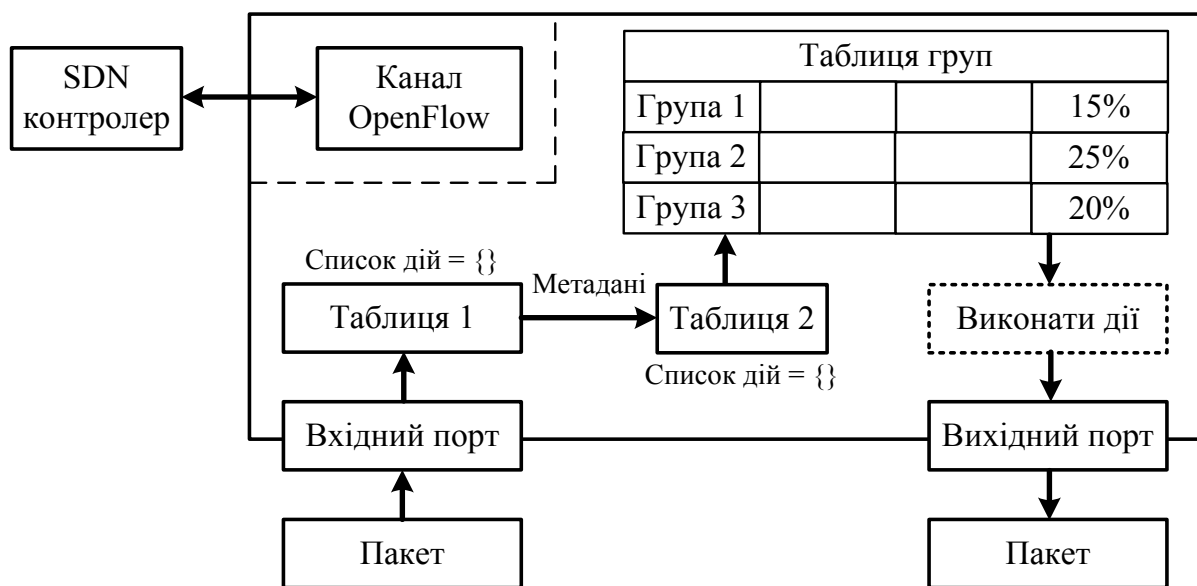 SDN
контролер
Канал
OpenFlow
Таблиця груп
Група 1 15%
Група 2 25%
Група 3 20%
Список дій = {}
Метадані
Таблиця 1
Таблиця 2
Виконати дії
Список дій = {}
Вхідний порт
Вихідний порт
Пакет
Пакет